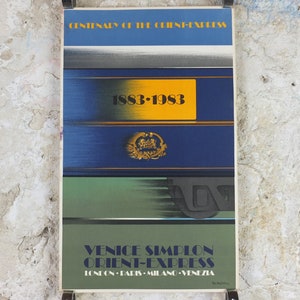 CENTENARY OF THE ORIENT-EXPRESS
1883·1983
VENICE SIMPLON
ORIENT-EXPRESS
LONDON · PARIS · MILANO · VENEZIA